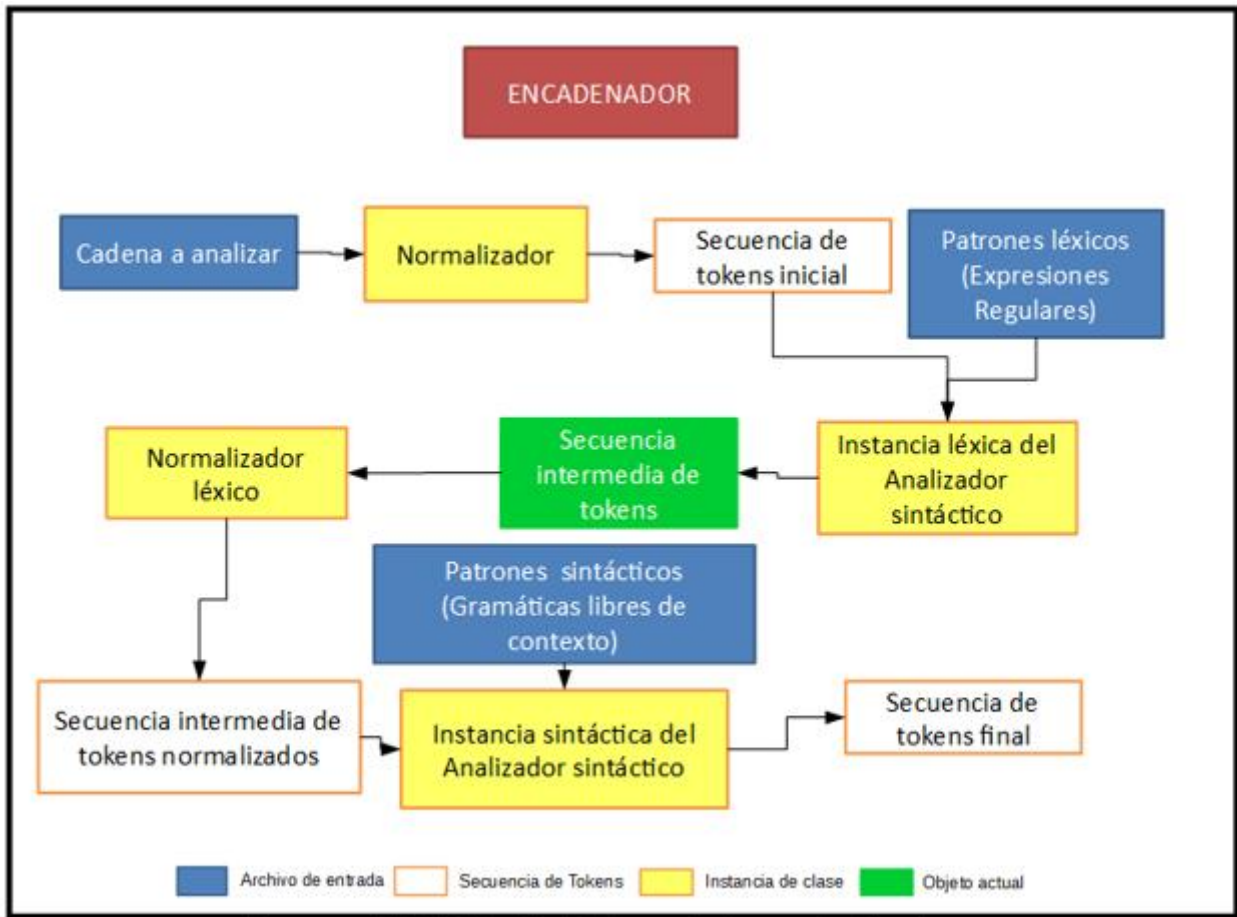 ENCADENADOR
Cadena a analizar
Normalizador
Secuencia de
tokens inicial
Patrones léxicos
(Expresiones
Regulares)
Normalizador
léxico
Secuencia
intermedia de
tokens
Instancia léxica del
Analizador
sintáctico
Patrones sintácticos
(Gramáticas libres de
contexto)
Secuencia intermedia de
tokens normalizados
Instancia sintáctica del
Analizador sintáctico
Secuencia de
tokens final
Archivo de entrada
Secuencia de Tokens
Instancia de clase
Objeto actual